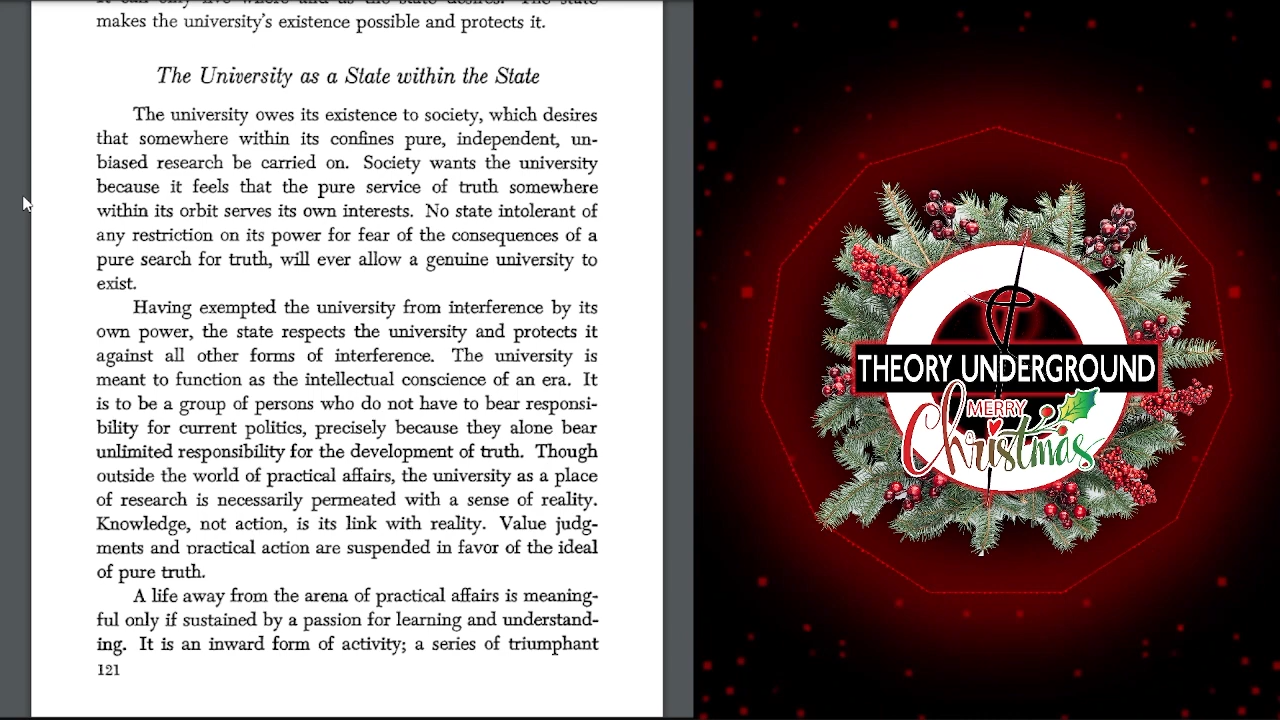 it can only live where and as the state desires. The state
makes the university's existence possible and protects it.
The University as a State within the State
The university owes its existence to society, which desires
that somewhere within its confines pure, independent, un-
biased research be carried on. Society wants the university
because it feels that the pure service of truth somewhere
within its orbit serves its own interests. No state intolerant of
any restriction on its power for fear of the consequences of a
pure search for truth, will ever allow a genuine university to
exist.
Having exempted the university from interference by its
own power, the state respects the university and protects it
against all other forms of interference. The university is
meant to function as the intellectual conscience of an era. It
is to be a group of persons who do not have to bear responsi-
bility for current politics, precisely because they alone bear
unlimited responsibility for the development of truth. Though
outside the world of practical affairs, the university as a place
of research is necessarily permeated with a sense of reality.
Knowledge, not action, is its link with reality. Value judg-
ments and practical action are suspended in favor of the ideal
of pure truth.
A life away from the arena of practical affairs is meaning-
ful only if sustained by a passion for learning and understand-
ing. It is an inward form of activity; a series of triumphant
121
THEORY UNDERGROUND
MERRY
Christmas